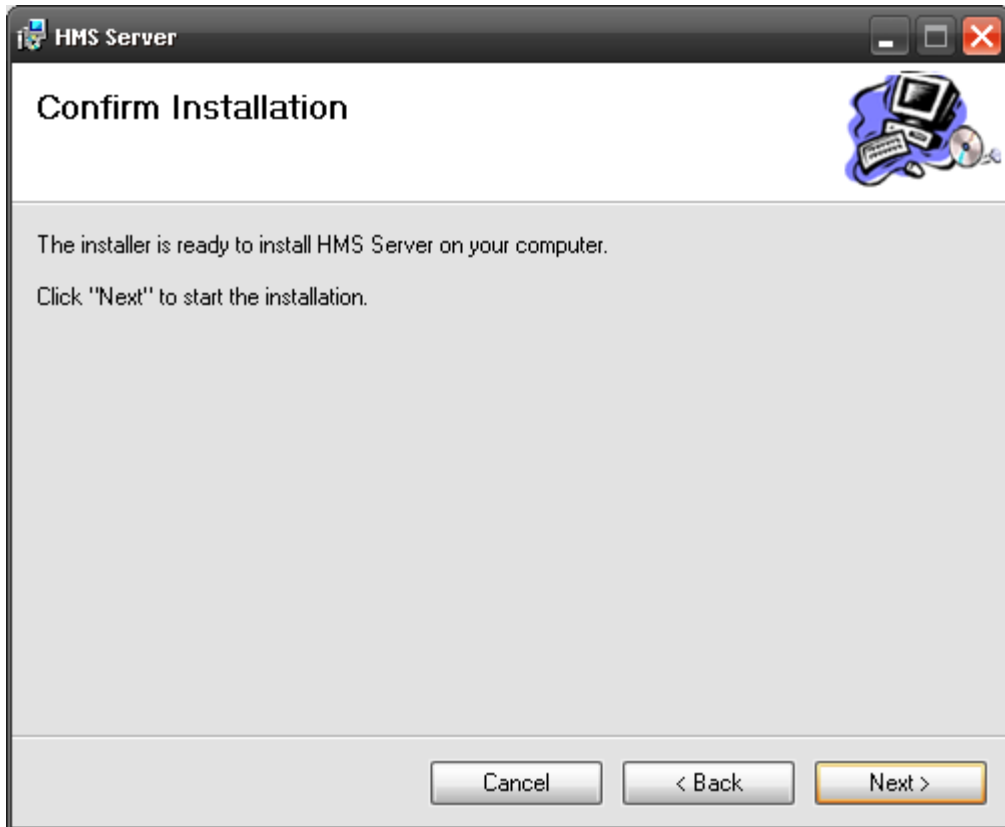 HMS Server
Confirm Installation
The installer is ready to install HMS Server on your computer.
Click "Next" to start the installation.
Cancel
< Back
Next >